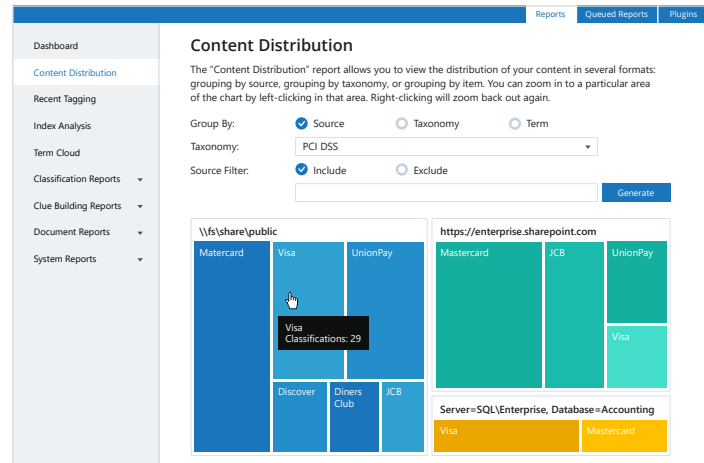 Reports Queued Reports Plugins
Dashboard
Content Distribution
Recent Tagging
Index Analysis
Term Cloud
Classification Reports
Clue Building Reports
Document Reports
System Reports
Content Distribution
The “Content Distribution” report allows you to view the distribution of your content in several formats:
grouping by source, grouping by taxonomy, or grouping by item. You can zoom in to a particular area
of the chart by left-clicking in that area. Right-clicking will zoom back out again.
Group By: Source Taxonomy Term
Taxonomy: PCI DSS
Source Filter: Include Exclude
Generate
\\fs\share\public
Matercard Visa UnionPay
Visa
Classifications: 29
Discover Diners JCB
Club
https://enterprise.sharepoint.com
Mastercard JCB UnionPay
Visa
Server=SQL\Enterprise, Database=Accounting
Visa Mastercard